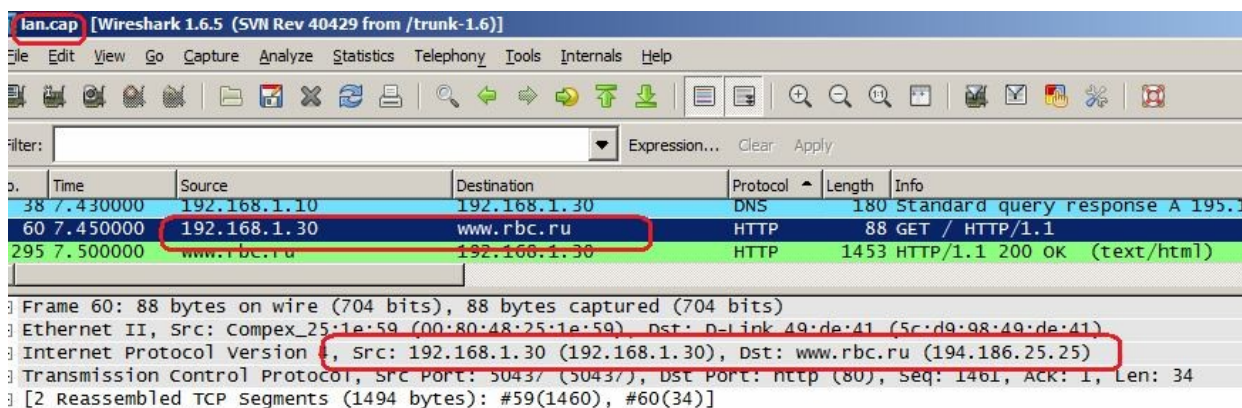 lan.cap [Wireshark 1.6.5 (SVN Rev 40429 from /trunk-1.6)]
File Edit View Go Capture Analyze Statistics Telephony Tools Internals Help
Filter: Expression... Clear Apply
o. Time Source Destination Protocol Length Info
38 7.430000 192.168.1.10 192.168.1.30 DNS 180 Standard query response A 195.1
60 7.450000 192.168.1.30 www.rbc.ru HTTP 88 GET / HTTP/1.1
295 7.500000 www.rbc.ru 192.168.1.30 HTTP 1453 HTTP/1.1 200 OK (text/html)
Frame 60: 88 bytes on wire (704 bits), 88 bytes captured (704 bits)
Ethernet II, Src: Compex_25:1e:59 (00:80:48:25:1e:59), Dst: D-Link_49:de:41 (5c:d9:98:49:de:41)
Internet Protocol Version 4, Src: 192.168.1.30 (192.168.1.30), Dst: www.rbc.ru (194.186.25.25)
Transmission Control Protocol, Src Port: 50437 (50437), Dst Port: http (80), Seq: 1461, Ack: 1, Len: 34
[2 Reassembled TCP Segments (1494 bytes): #59(1460), #60(34)]